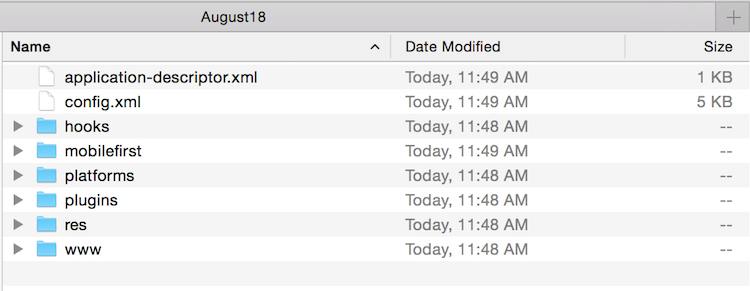 August18
Name Date Modified Size
application-descriptor.xml Today, 11:49 AM 1 KB
config.xml Today, 11:49 AM 5 KB
hooks Today, 11:48 AM --
mobilefirst Today, 11:49 AM --
platforms Today, 11:48 AM --
plugins Today, 11:48 AM --
res Today, 11:48 AM --
www Today, 11:48 AM --